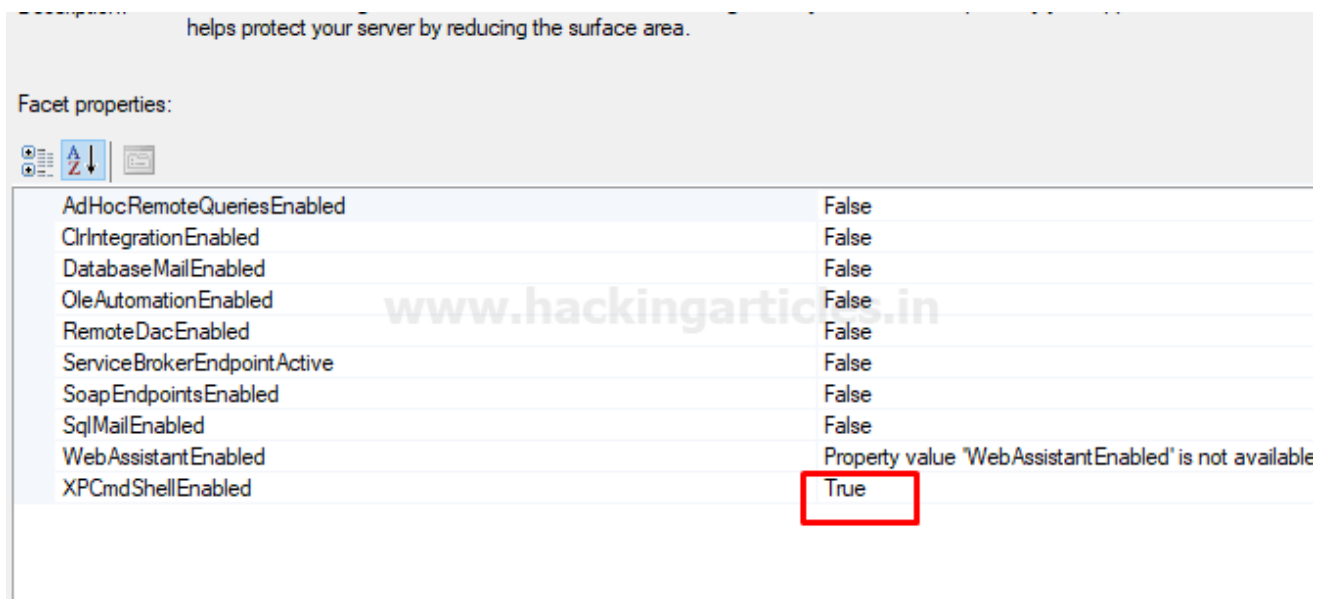 helps protect your server by reducing the surface area.
Facet properties:
AdHocRemoteQueriesEnabled False
ClrIntegrationEnabled False
DatabaseMailEnabled False
OleAutomationEnabled False
www.hackingarticles.in
RemoteDacEnabled False
ServiceBrokerEndpointActive False
SoapEndpointsEnabled False
SqlMailEnabled False
WebAssistantEnabled Property value 'WebAssistantEnabled' is not available
XPCmdShellEnabled True